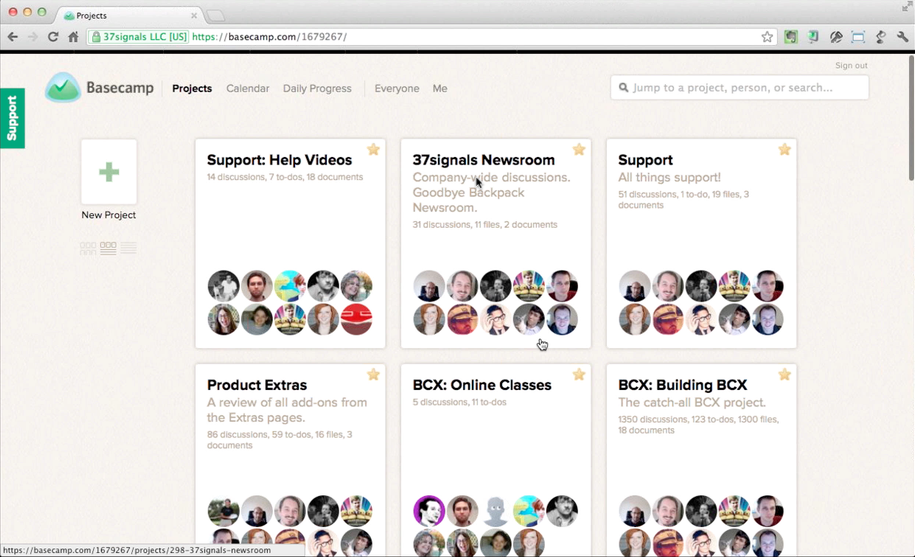 Projects
37signals LLC [US] https://basecamp.com/1679267/
Sign out
Basecamp
Projects
Calendar
Daily Progress
Everyone
Me
Jump to a project, person, or search...
Support
New Project
Support: Help Videos
14 discussions, 7 to-dos, 18 documents
37signals Newsroom
Company-wide discussions.
Goodbye Backpack
Newsroom.
31 discussions, 11 files, 2 documents
Support
All things support!
51 discussions, 1 to-do, 19 files, 3
documents
Product Extras
A review of all add-ons from
the Extras pages.
86 discussions, 59 to-dos, 16 files, 3
documents
BCX: Online Classes
5 discussions, 11 to-dos
BCX: Building BCX
The catch-all BCX project.
1350 discussions, 123 to-dos, 1300 files,
18 documents
https://basecamp.com/1679267/projects/298-37signals-newsroom